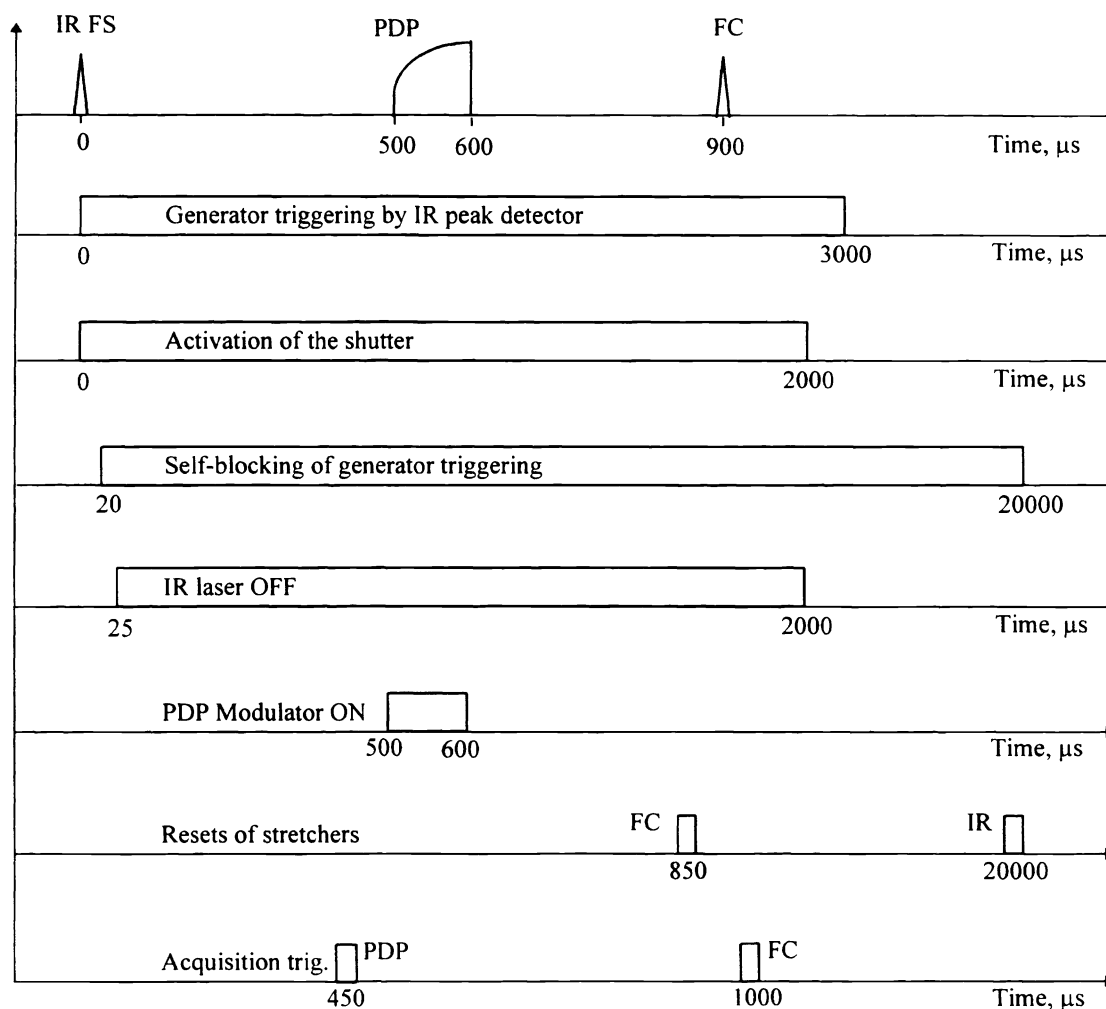 IR FS
PDP
FC
0
500
600
900
Time, μs
Generator triggering by IR peak detector
0
3000
Time, μs
Activation of the shutter
0
2000
Time, μs
Self-blocking of generator triggering
20
20000
IR laser OFF
25
2000
Time, μs
PDP Modulator ON
500
600
Time, μs
Resets of stretchers
FC
IR
850
20000
Acquisition trig.
PDP
FC
450
1000
Time, μs